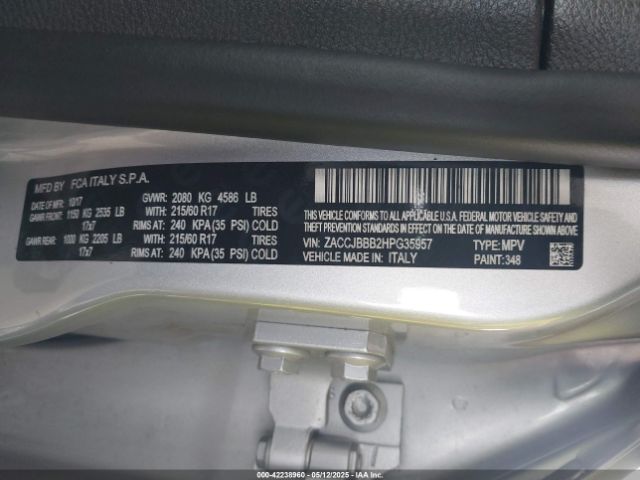 MFD BY FCA ITALY S.P.A.
DATE OF MFR: 10/17 GVWR: 2080 KG 4586 LB
GAWR FRONT: 1150 KG 2535 LB WITH: 215/60 R17 TIRES
17x7 RIMS AT: 240 KPA(35 PSI) COLD
GAWR REAR: 1000 KG 2205 LB WITH: 215/60 R17 TIRES
17x7 RIMS AT: 240 KPA(35 PSI) COLD
THIS VEHICLE CONFORMS TO ALL APPLICABLE U.S.A. FEDERAL MOTOR VEHICLE SAFETY, BUMPER, AND
THEFT PREVENTION STANDARDS IN EFFECT ON THE DATE OF MANUFACTURE SHOWN ABOVE.
VIN: ZACCJBBB2HPG35957 TYPE: MPV
VEHICLE MADE IN: ITALY PAINT: 348
000-42238960 - 05/12/2025 - IAAI.com